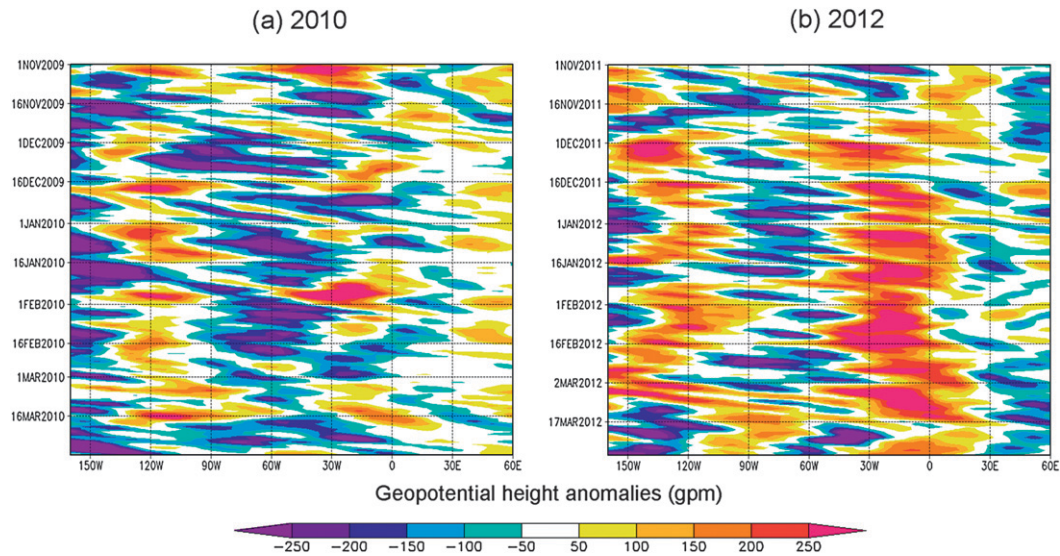 (a) 2010
(b) 2012
1NOV2009
16NOV2009
1DEC2009
16DEC2009
1JAN2010
16JAN2010
1FEB2010
16FEB2010
1MAR2010
16MAR2010
150W 120W 90W 60W 30W 0 30E 60E
1NOV2011
16NOV2011
1DEC2011
16DEC2011
1JAN2012
16JAN2012
1FEB2012
16FEB2012
2MAR2012
17MAR2012
150W 120W 90W 60W 30W 0 30E 60E
Geopotential height anomalies (gpm)
−250 −200 −150 −100 −50 50 100 150 200 250